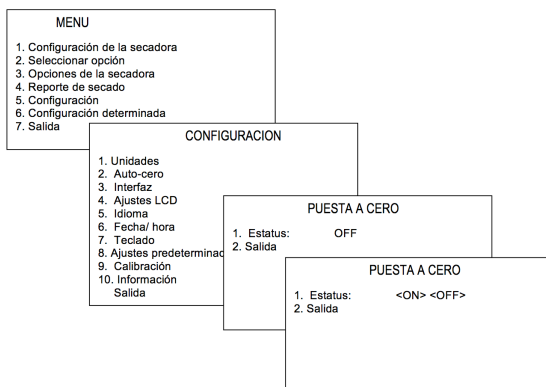 MENU
1. Configuración de la secadora
2. Seleccionar opción
3. Opciones de la secadora
4. Reporte de secado
5. Configuración
6. Configuración determinada
7. Salida
CONFIGURACION
1. Unidades
2. Auto-cero
3. Interfaz
4. Ajustes LCD
5. Idioma
6. Fecha/ hora
7. Teclado
8. Ajustes predeterminad
9. Calibración
10. Información
Salida
PUESTA A CERO
1. Estatus: OFF
2. Salida
PUESTA A CERO
1. Estatus: <ON> <OFF>
2. Salida